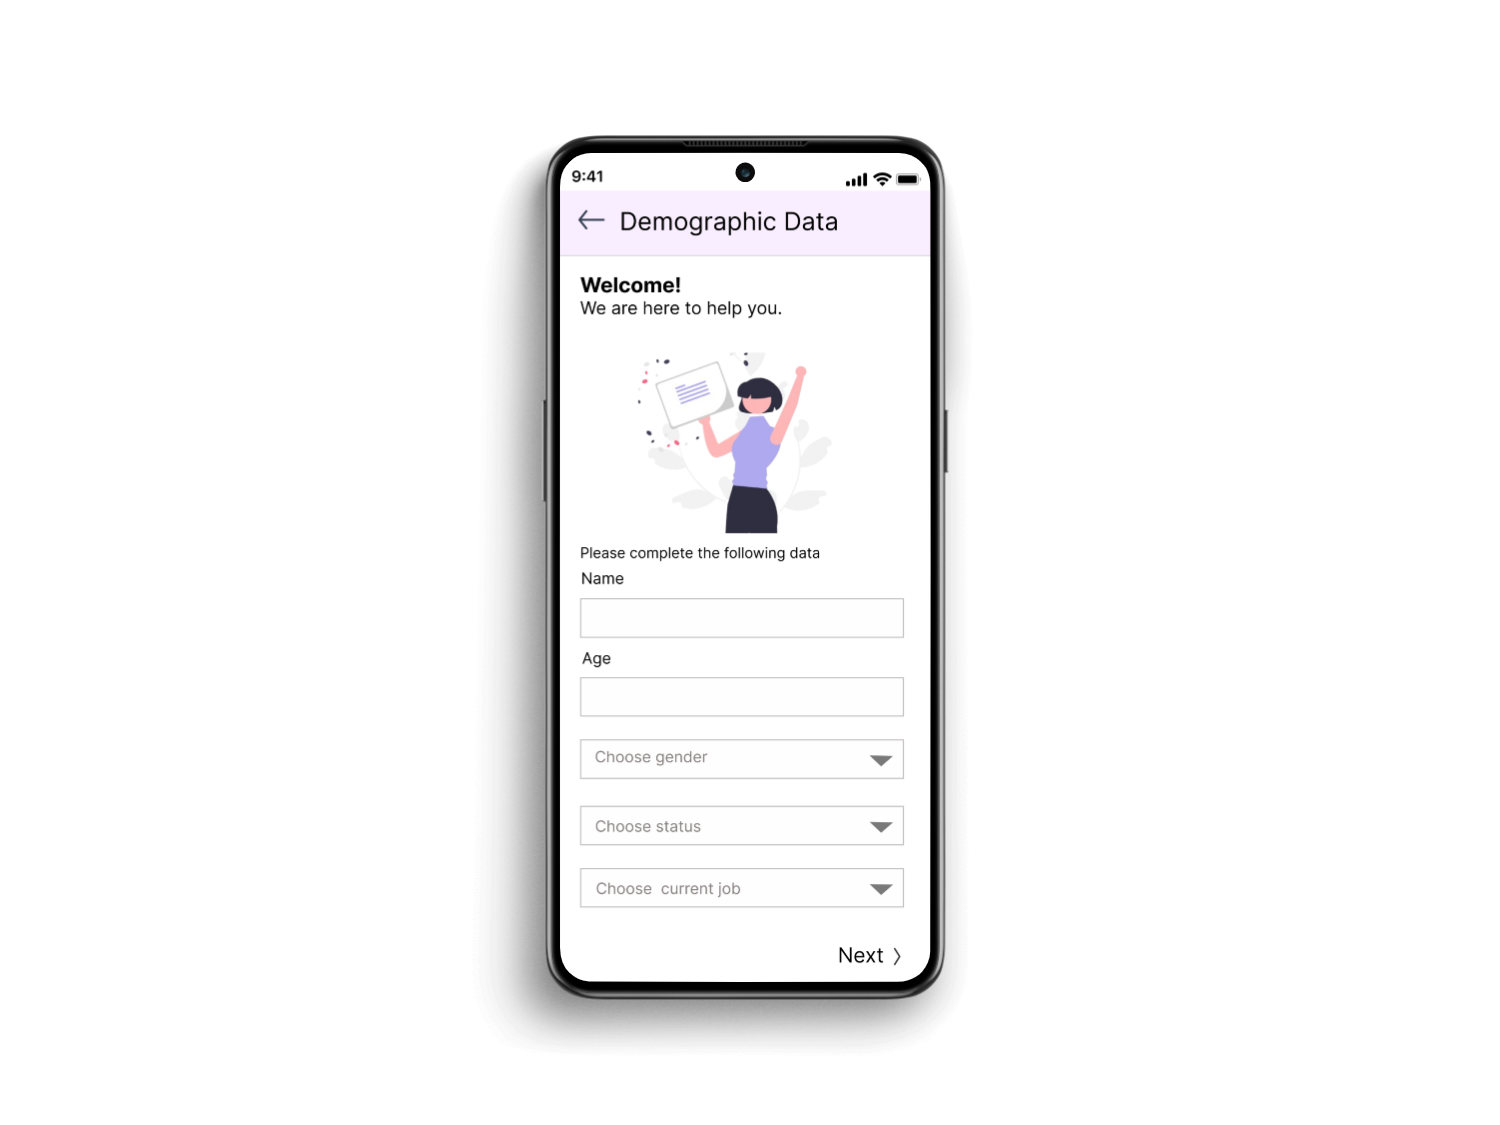 9:41
Demographic Data
Welcome!
We are here to help you.
Please complete the following data
Name
Age
Choose gender
Choose status
Choose  current job
Next